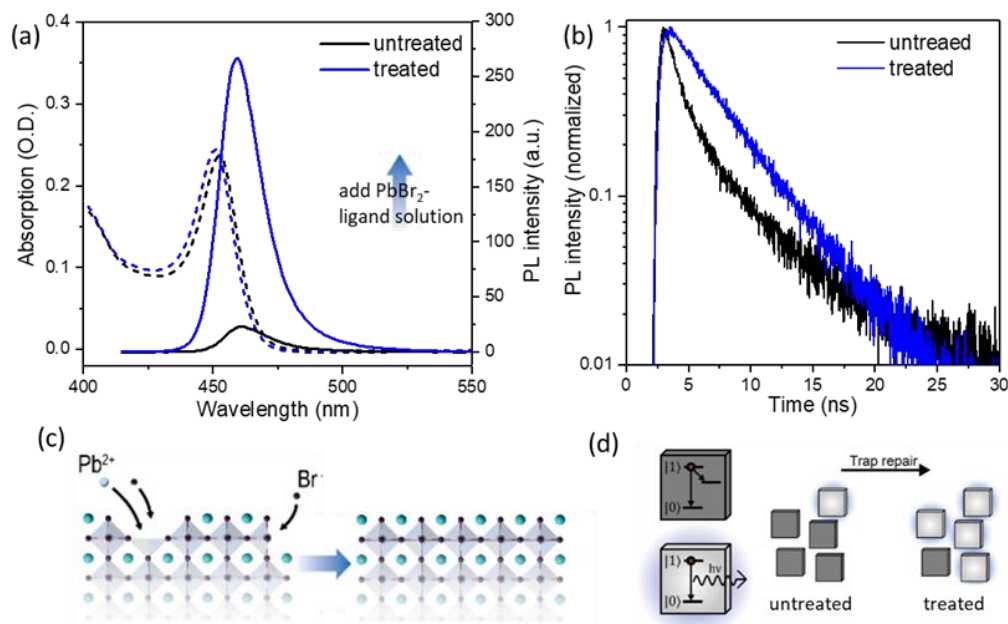 (a)
0.4
0.3
0.2
0.1
0.0
Absorption (O.D.)
untreated
treated
add PbBr₂-
ligand solution
300
250
200
150
100
50
0
PL intensity (a.u.)
400 450 500 550
Wavelength (nm)
(b)
1
0.1
0.01
PL intensity (normalized)
untreaed
treated
0 5 10 15 20 25 30
Time (ns)
(c)
Pb²⁺
Br⁻
(d)
|1⟩
|0⟩
|1⟩
hν
|0⟩
Trap repair
untreated
treated